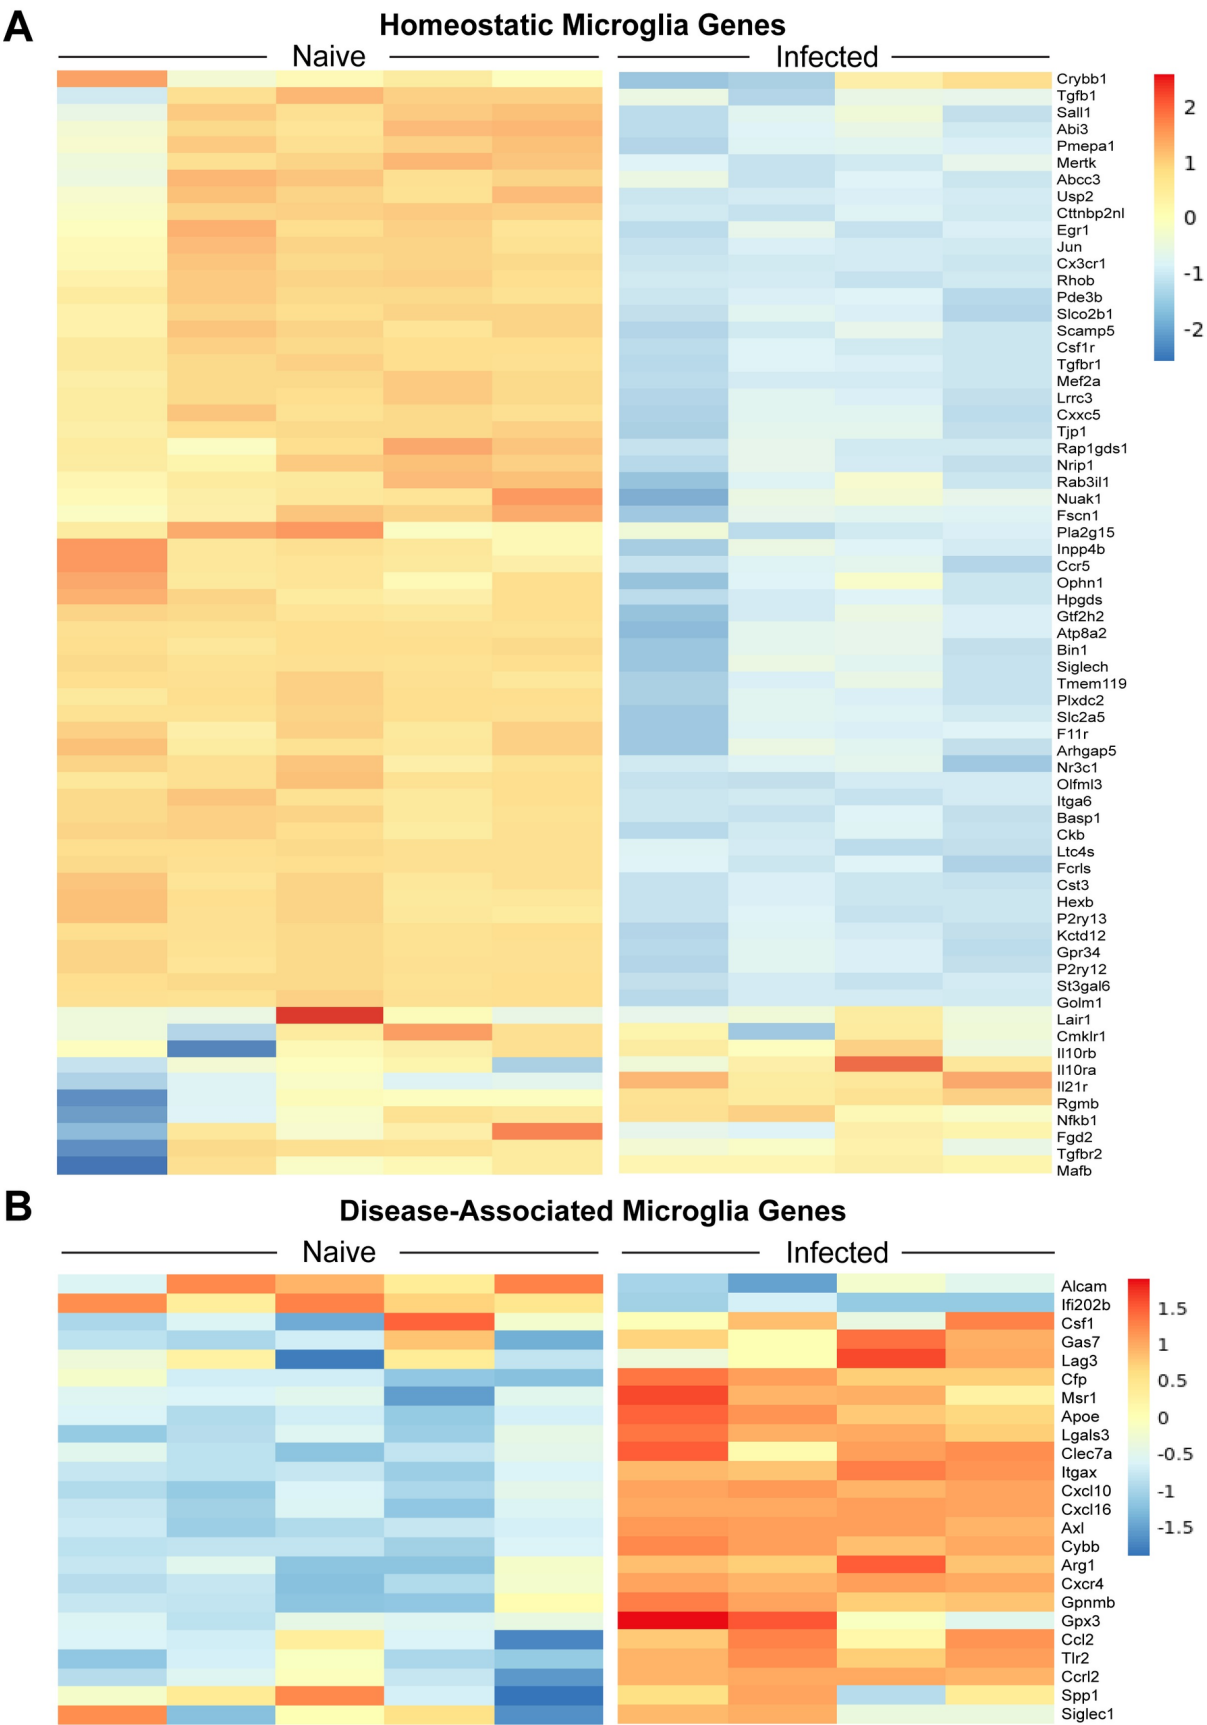 A
Homeostatic Microglia Genes
Naive
Infected
Crybb1
Tgfb1
Sall1
Abi3
Pmepa1
Mertk
Abcc3
Usp2
Cttnbp2nl
Egr1
Jun
Cx3cr1
Rhob
Pde3b
Slco2b1
Scamp5
Csf1r
Tgfbr1
Mef2a
Lrrc3
Cxxc5
Tjp1
Rap1gds1
Nrip1
Rab3il1
Nuak1
Fscn1
Pla2g15
Inpp4b
Ccr5
Ophn1
Hpgds
Gtf2h2
Atp8a2
Bin1
Siglech
Tmem119
Plxdc2
Slc2a5
F11r
Arhgap5
Nr3c1
Olfml3
Itga6
Basp1
Ckb
Ltc4s
Fcrls
Cst3
Hexb
P2ry13
Kctd12
Gpr34
P2ry12
St3gal6
Golm1
Lair1
Cmklr1
Il10rb
Il10ra
Il21r
Rgmb
Nfkb1
Fgd2
Tgfbr2
Mafb
2
1
0
-1
-2
B
Disease-Associated Microglia Genes
Naive
Infected
Alcam
Ifi202b
Csf1
Gas7
Lag3
Cfp
Msr1
Apoe
Lgals3
Clec7a
Itgax
Cxcl10
Cxcl16
Axl
Cybb
Arg1
Cxcr4
Gpnmb
Gpx3
Ccl2
Tlr2
Ccrl2
Spp1
Siglec1
1.5
1
0.5
0
-0.5
-1
-1.5